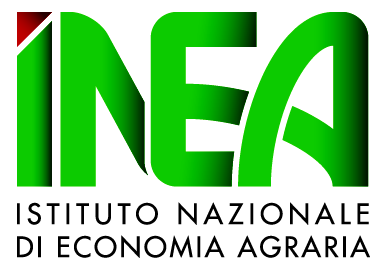 INEA
ISTITUTO NAZIONALE
DI ECONOMIA AGRARIA